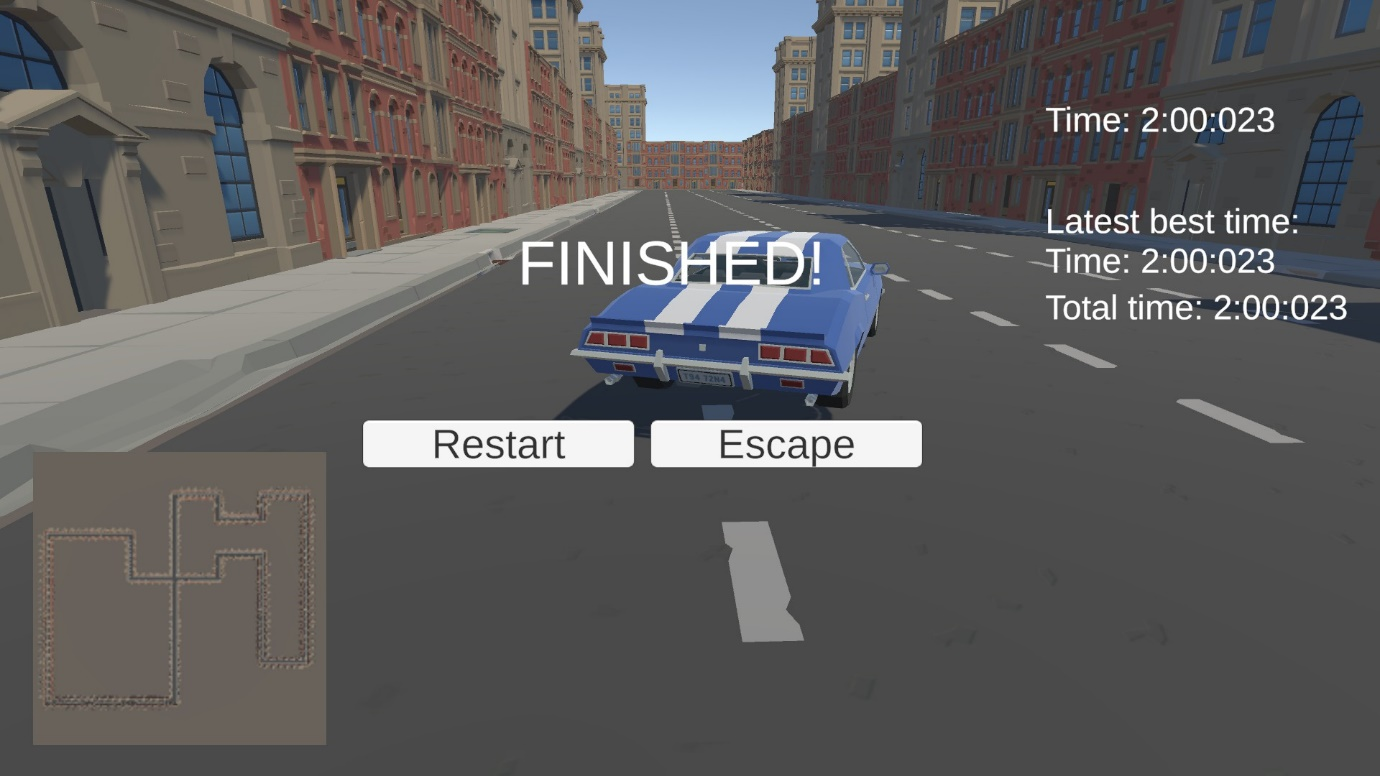 Time: 2:00:023
Latest best time:
Time: 2:00:023
Total time: 2:00:023
FINISHED!
Restart
Escape